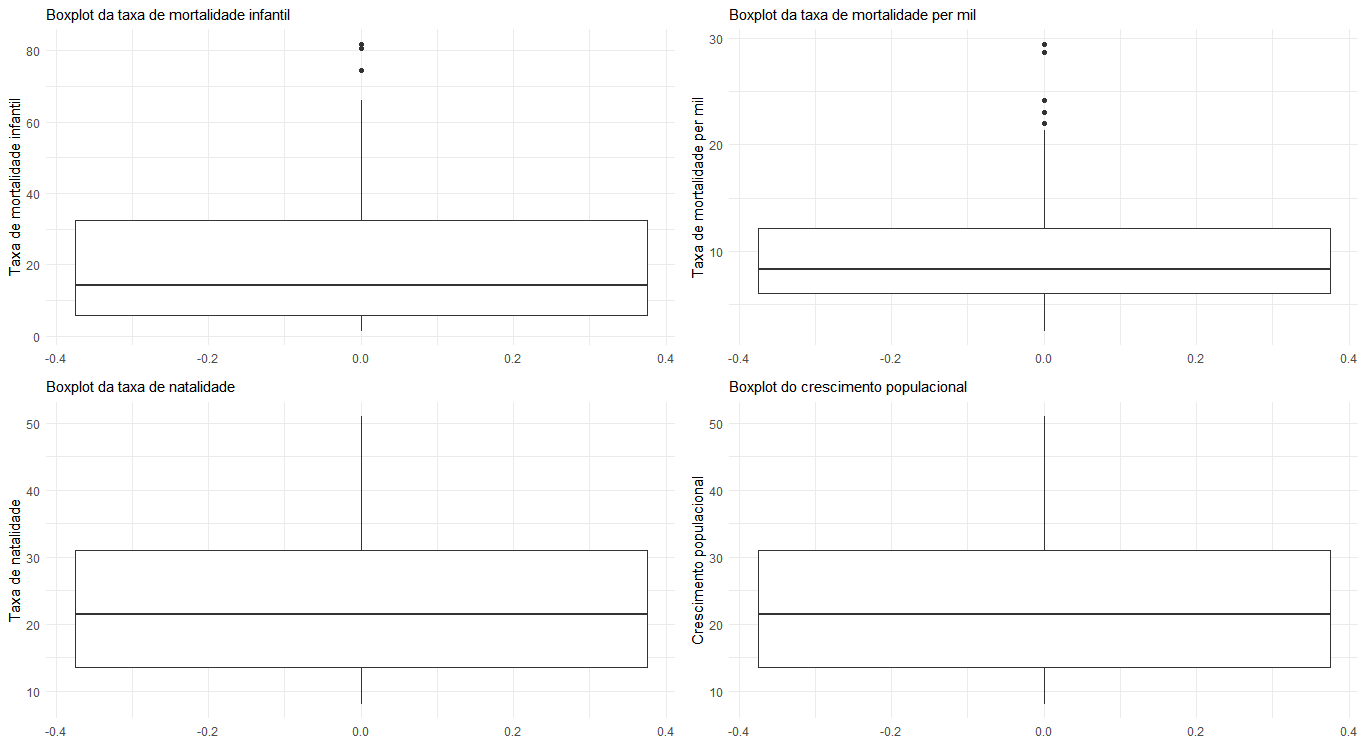 Boxplot da taxa de mortalidade infantil
Taxa de mortalidade infantil
80
60
40
20
0
-0.4 -0.2 0.0 0.2 0.4
Boxplot da taxa de mortalidade per mil
Taxa de mortalidade per mil
30
20
10
-0.4 -0.2 0.0 0.2 0.4
Boxplot da taxa de natalidade
Taxa de natalidade
50
40
30
20
10
-0.4 -0.2 0.0 0.2 0.4
Boxplot do crescimento populacional
Crescimento populacional
50
40
30
20
10
-0.4 -0.2 0.0 0.2 0.4